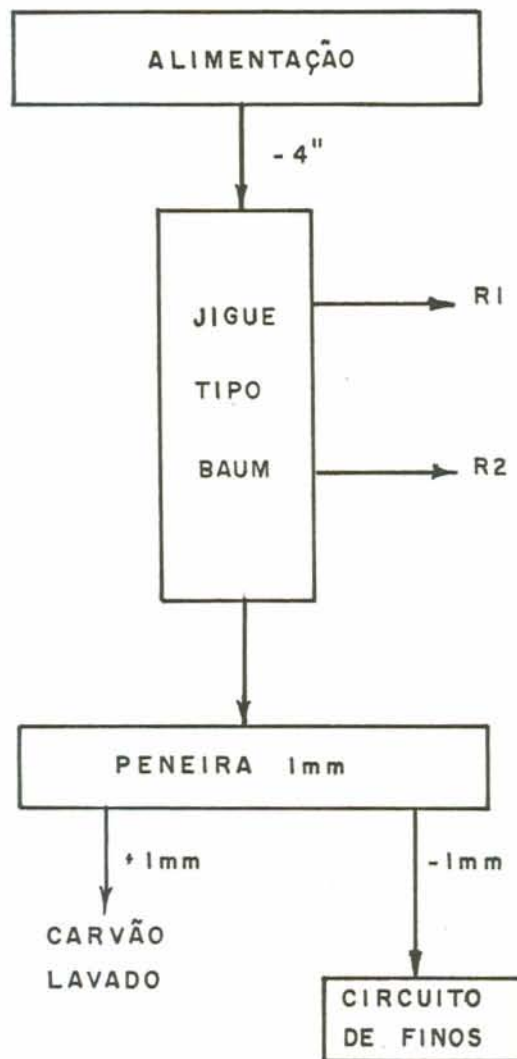 ALIMENTAÇÃO
- 4"
JIGUE
TIPO
BAUM
R1
R2
PENEIRA 1mm
+ 1mm
- 1mm
CARVÃO
LAVADO
CIRCUITO
DE FINOS